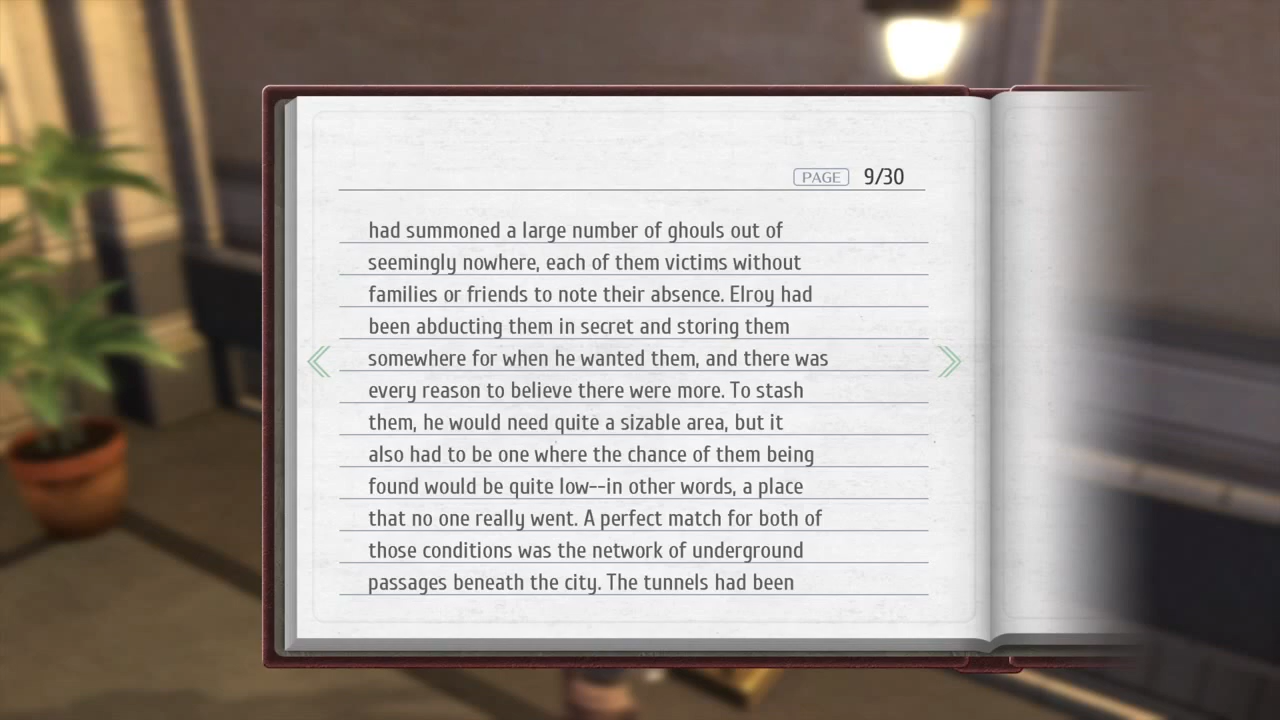 PAGE 9/30
had summoned a large number of ghouls out of
seemingly nowhere, each of them victims without
families or friends to note their absence. Elroy had
been abducting them in secret and storing them
somewhere for when he wanted them, and there was
every reason to believe there were more. To stash
them, he would need quite a sizable area, but it
also had to be one where the chance of them being
found would be quite low--in other words, a place
that no one really went. A perfect match for both of
those conditions was the network of underground
passages beneath the city. The tunnels had been